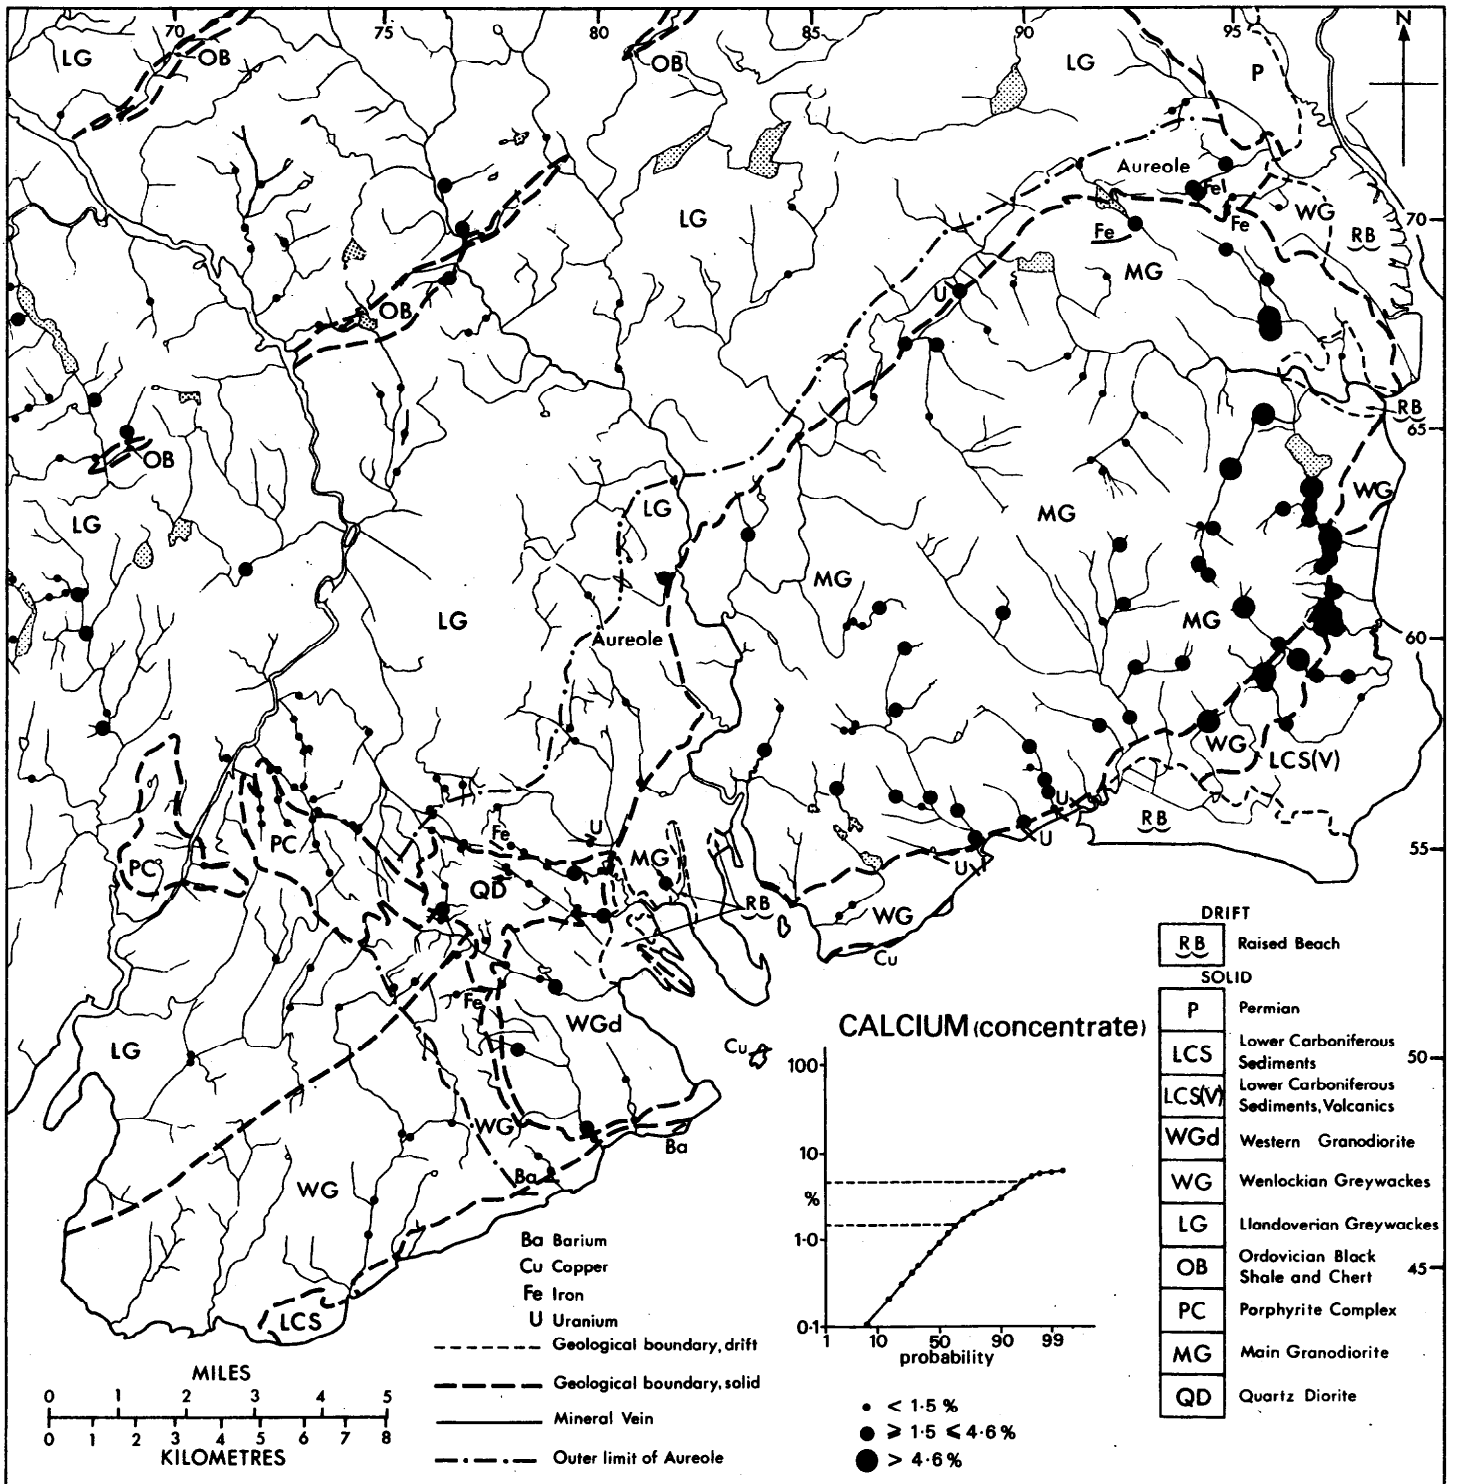 70 75 80 85 90 95 N
LG OB OB LG P
Aureole
Fe
WG
LG
Fe Fe
RB
70
MG
U
OB
RB
65
OB
LG
LG
WG
MG
MG
LG
MG
Aureole
60
WG
LCS(V)
U
Fe U
RB
PC
U
MG
55
PC
U
QD
RB
WG
Cu
Fe
WGd
LG
Cu
50
WG
Ba
Ba
WG
45
LCS
DRIFT
RB Raised Beach
SOLID
P Permian
LCS Lower Carboniferous
Sediments
LCS(V) Lower Carboniferous
Sediments, Volcanics
WGd Western Granodiorite
WG Wenlockian Greywackes
LG Llandoverian Greywackes
OB Ordovician Black
Shale and Chert
PC Porphyrite Complex
MG Main Granodiorite
QD Quartz Diorite
CALCIUM (concentrate)
100
10
%
1·0
0·1
1 10 50 90 99
probability
< 1·5 %
⩾ 1·5 ⩽ 4·6 %
> 4·6 %
Ba Barium
Cu Copper
Fe Iron
U Uranium
Geological boundary, drift
Geological boundary, solid
Mineral Vein
Outer limit of Aureole
MILES
0 1 2 3 4 5
0 1 2 3 4 5 6 7 8
KILOMETRES